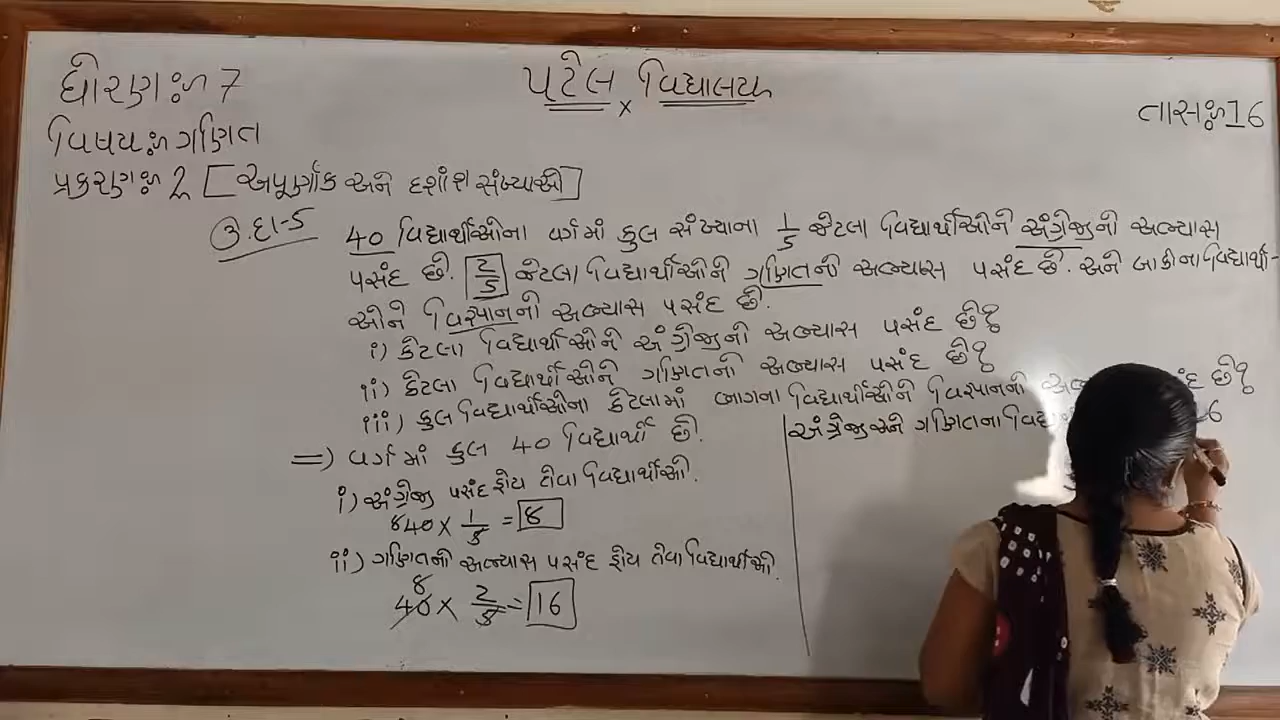 પટેલ વિદ્યાલય
x
ધોરણઃ 7
તાસઃ 16
વિષયઃ ગણિત
પ્રકરણઃ 2 [અપૂર્ણાંક અને દશાંશ સંખ્યાઓ]
ઉ.દા-5 40 વિદ્યાર્થીઓના વર્ગમાં કુલ સંખ્યાના 1/5 જેટલા વિદ્યાર્થીઓને અંગ્રેજીનો અભ્યાસ
પસંદ છે. 2/5 જેટલા વિદ્યાર્થીઓને ગણિતનો અભ્યાસ પસંદ છે. અને બાકીના વિદ્યાર્થી-
ઓને વિજ્ઞાનનો અભ્યાસ પસંદ છે.
i) કેટલા વિદ્યાર્થીઓને અંગ્રેજીનો અભ્યાસ પસંદ છે?
ii) કેટલા વિદ્યાર્થીઓને ગણિતનો અભ્યાસ પસંદ છે?
iii) કુલ વિદ્યાર્થીઓના કેટલામાં ભાગના વિદ્યાર્થીઓને વિજ્ઞાનનો છે?
=) વર્ગમાં કુલ 40 વિદ્યાર્થી છે.
i) અંગ્રેજી પસંદ હોય તેવા વિદ્યાર્થીઓ.
840 x 1/5 = 8
ii) ગણિતનો અભ્યાસ પસંદ હોય તેવા વિદ્યાર્થીઓ.
8
40 x 2/5 = 16
અંગ્રેજી અને ગણિતના